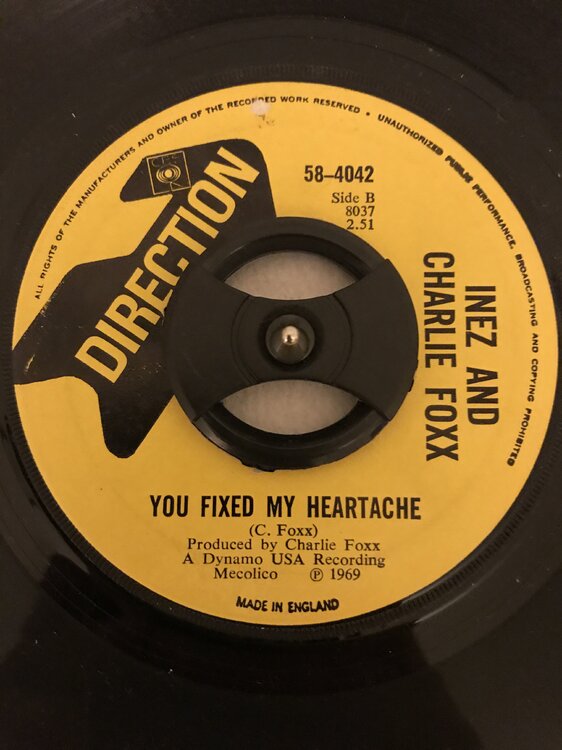 ALL RIGHTS OF THE MANUFACTURERS AND OWNER OF THE RECORDED WORK RESERVED • UNAUTHORIZED PUBLIC PERFORMANCE, BROADCASTING AND COPYING PROHIBITED
CBS
DIRECTION
58–4042
Side B
8037
2.51
INEZ AND
CHARLIE FOXX
YOU FIXED MY HEARTACHE
(C. Foxx)
Produced by Charlie Foxx
A Dynamo USA Recording
Mecolico ℗ 1969
MADE IN ENGLAND